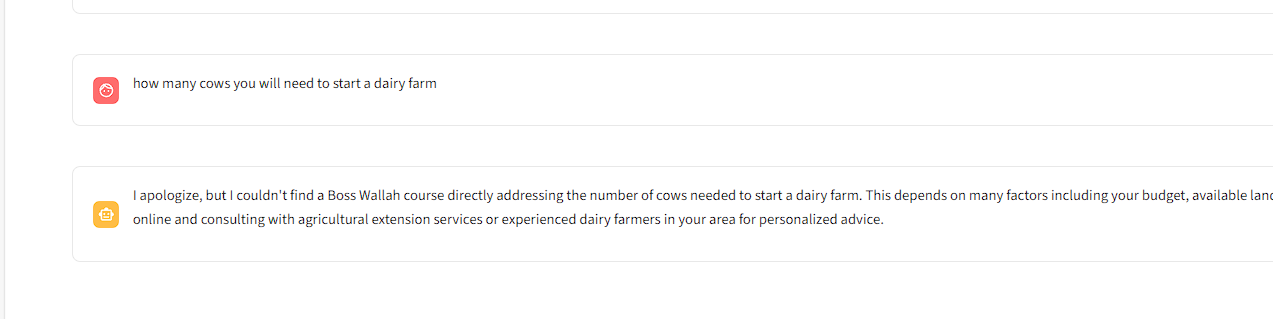 how many cows you will need to start a dairy farm
I apologize, but I couldn't find a Boss Wallah course directly addressing the number of cows needed to start a dairy farm. This depends on many factors including your budget, available
online and consulting with agricultural extension services or experienced dairy farmers in your area for personalized advice.